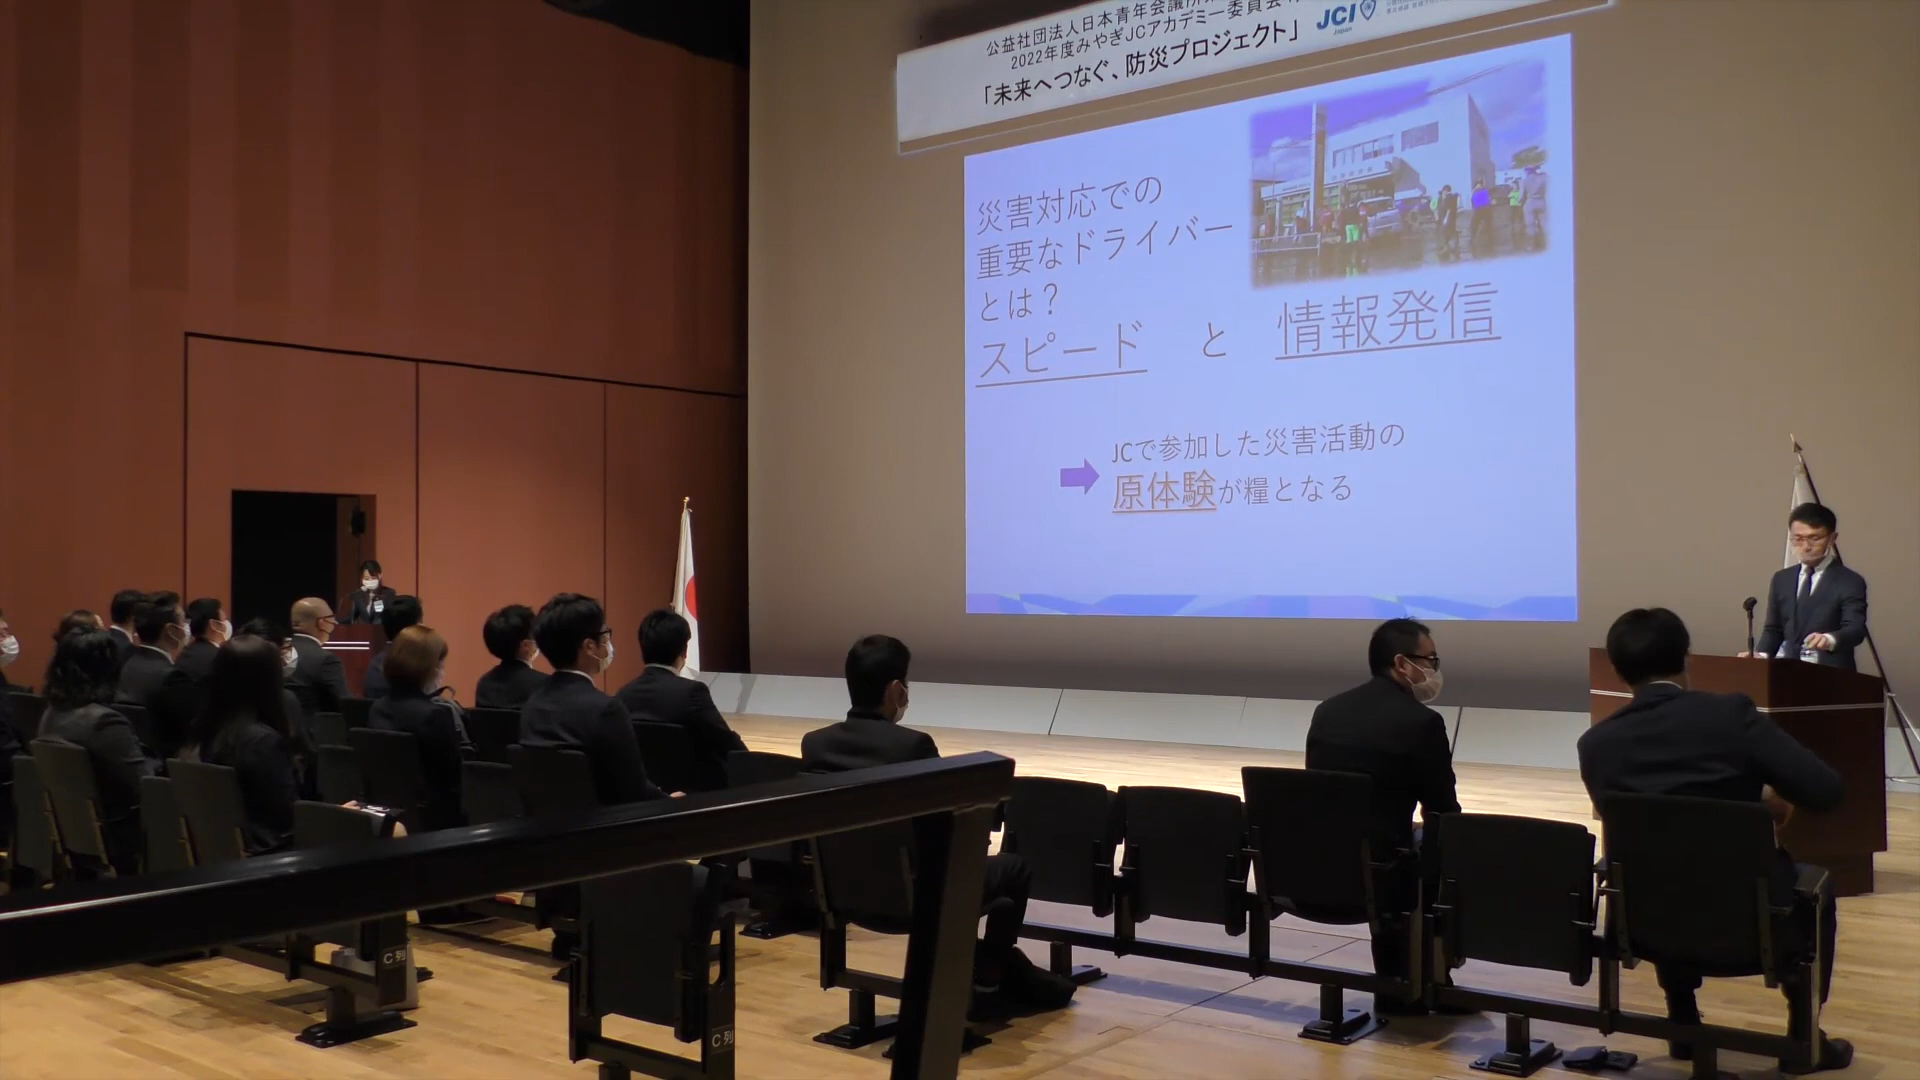 公益社団法人日本青年会議所
2022年度みやぎJCアカデミー委員会
「未来へつなぐ、防災プロジェクト」
JCI
Japan
災害対応での
重要なドライバー
とは？
スピード と 情報発信
JCで参加した災害活動の
原体験が糧となる
C列
C列